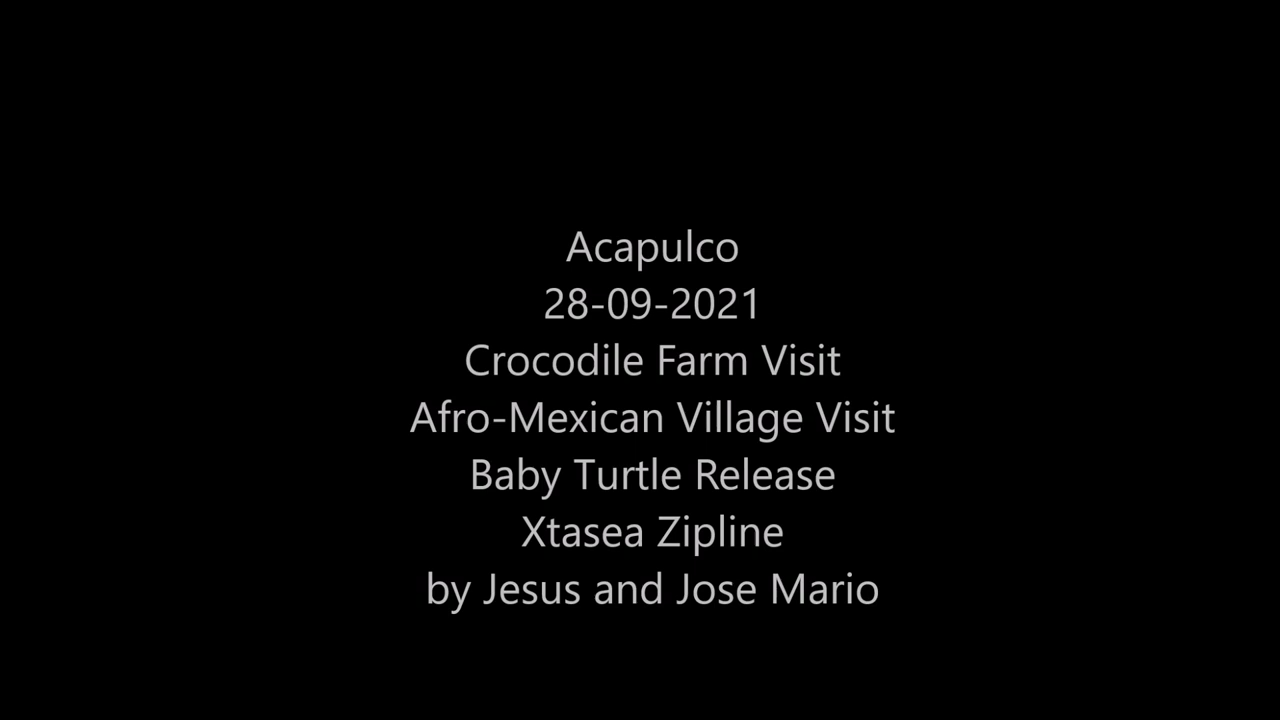 Acapulco
28-09-2021
Crocodile Farm Visit
Afro-Mexican Village Visit
Baby Turtle Release
Xtasea Zipline
by Jesus and Jose Mario